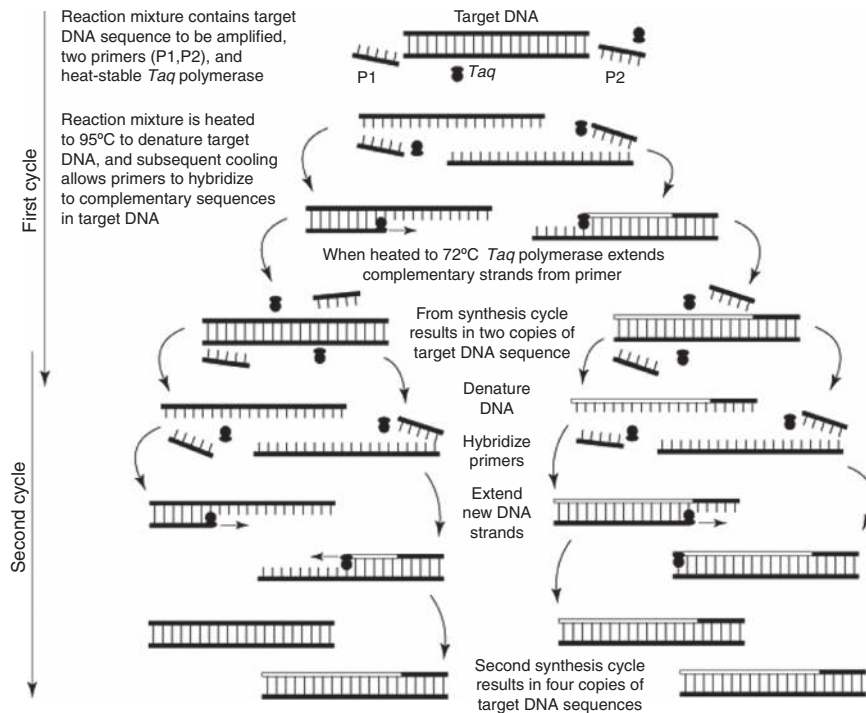 Reaction mixture contains target
DNA sequence to be amplified,
two primers (P1,P2), and
heat-stable Taq polymerase
Target DNA
P1
Taq
P2
Reaction mixture is heated
to 95ºC to denature target
DNA, and subsequent cooling
allows primers to hybridize
to complementary sequences
in target DNA
First cycle
When heated to 72ºC Taq polymerase extends
complementary strands from primer
From synthesis cycle
results in two copies of
target DNA sequence
Denature
DNA
Hybridize
primers
Extend
new DNA
strands
Second cycle
Second synthesis cycle
results in four copies of
target DNA sequences